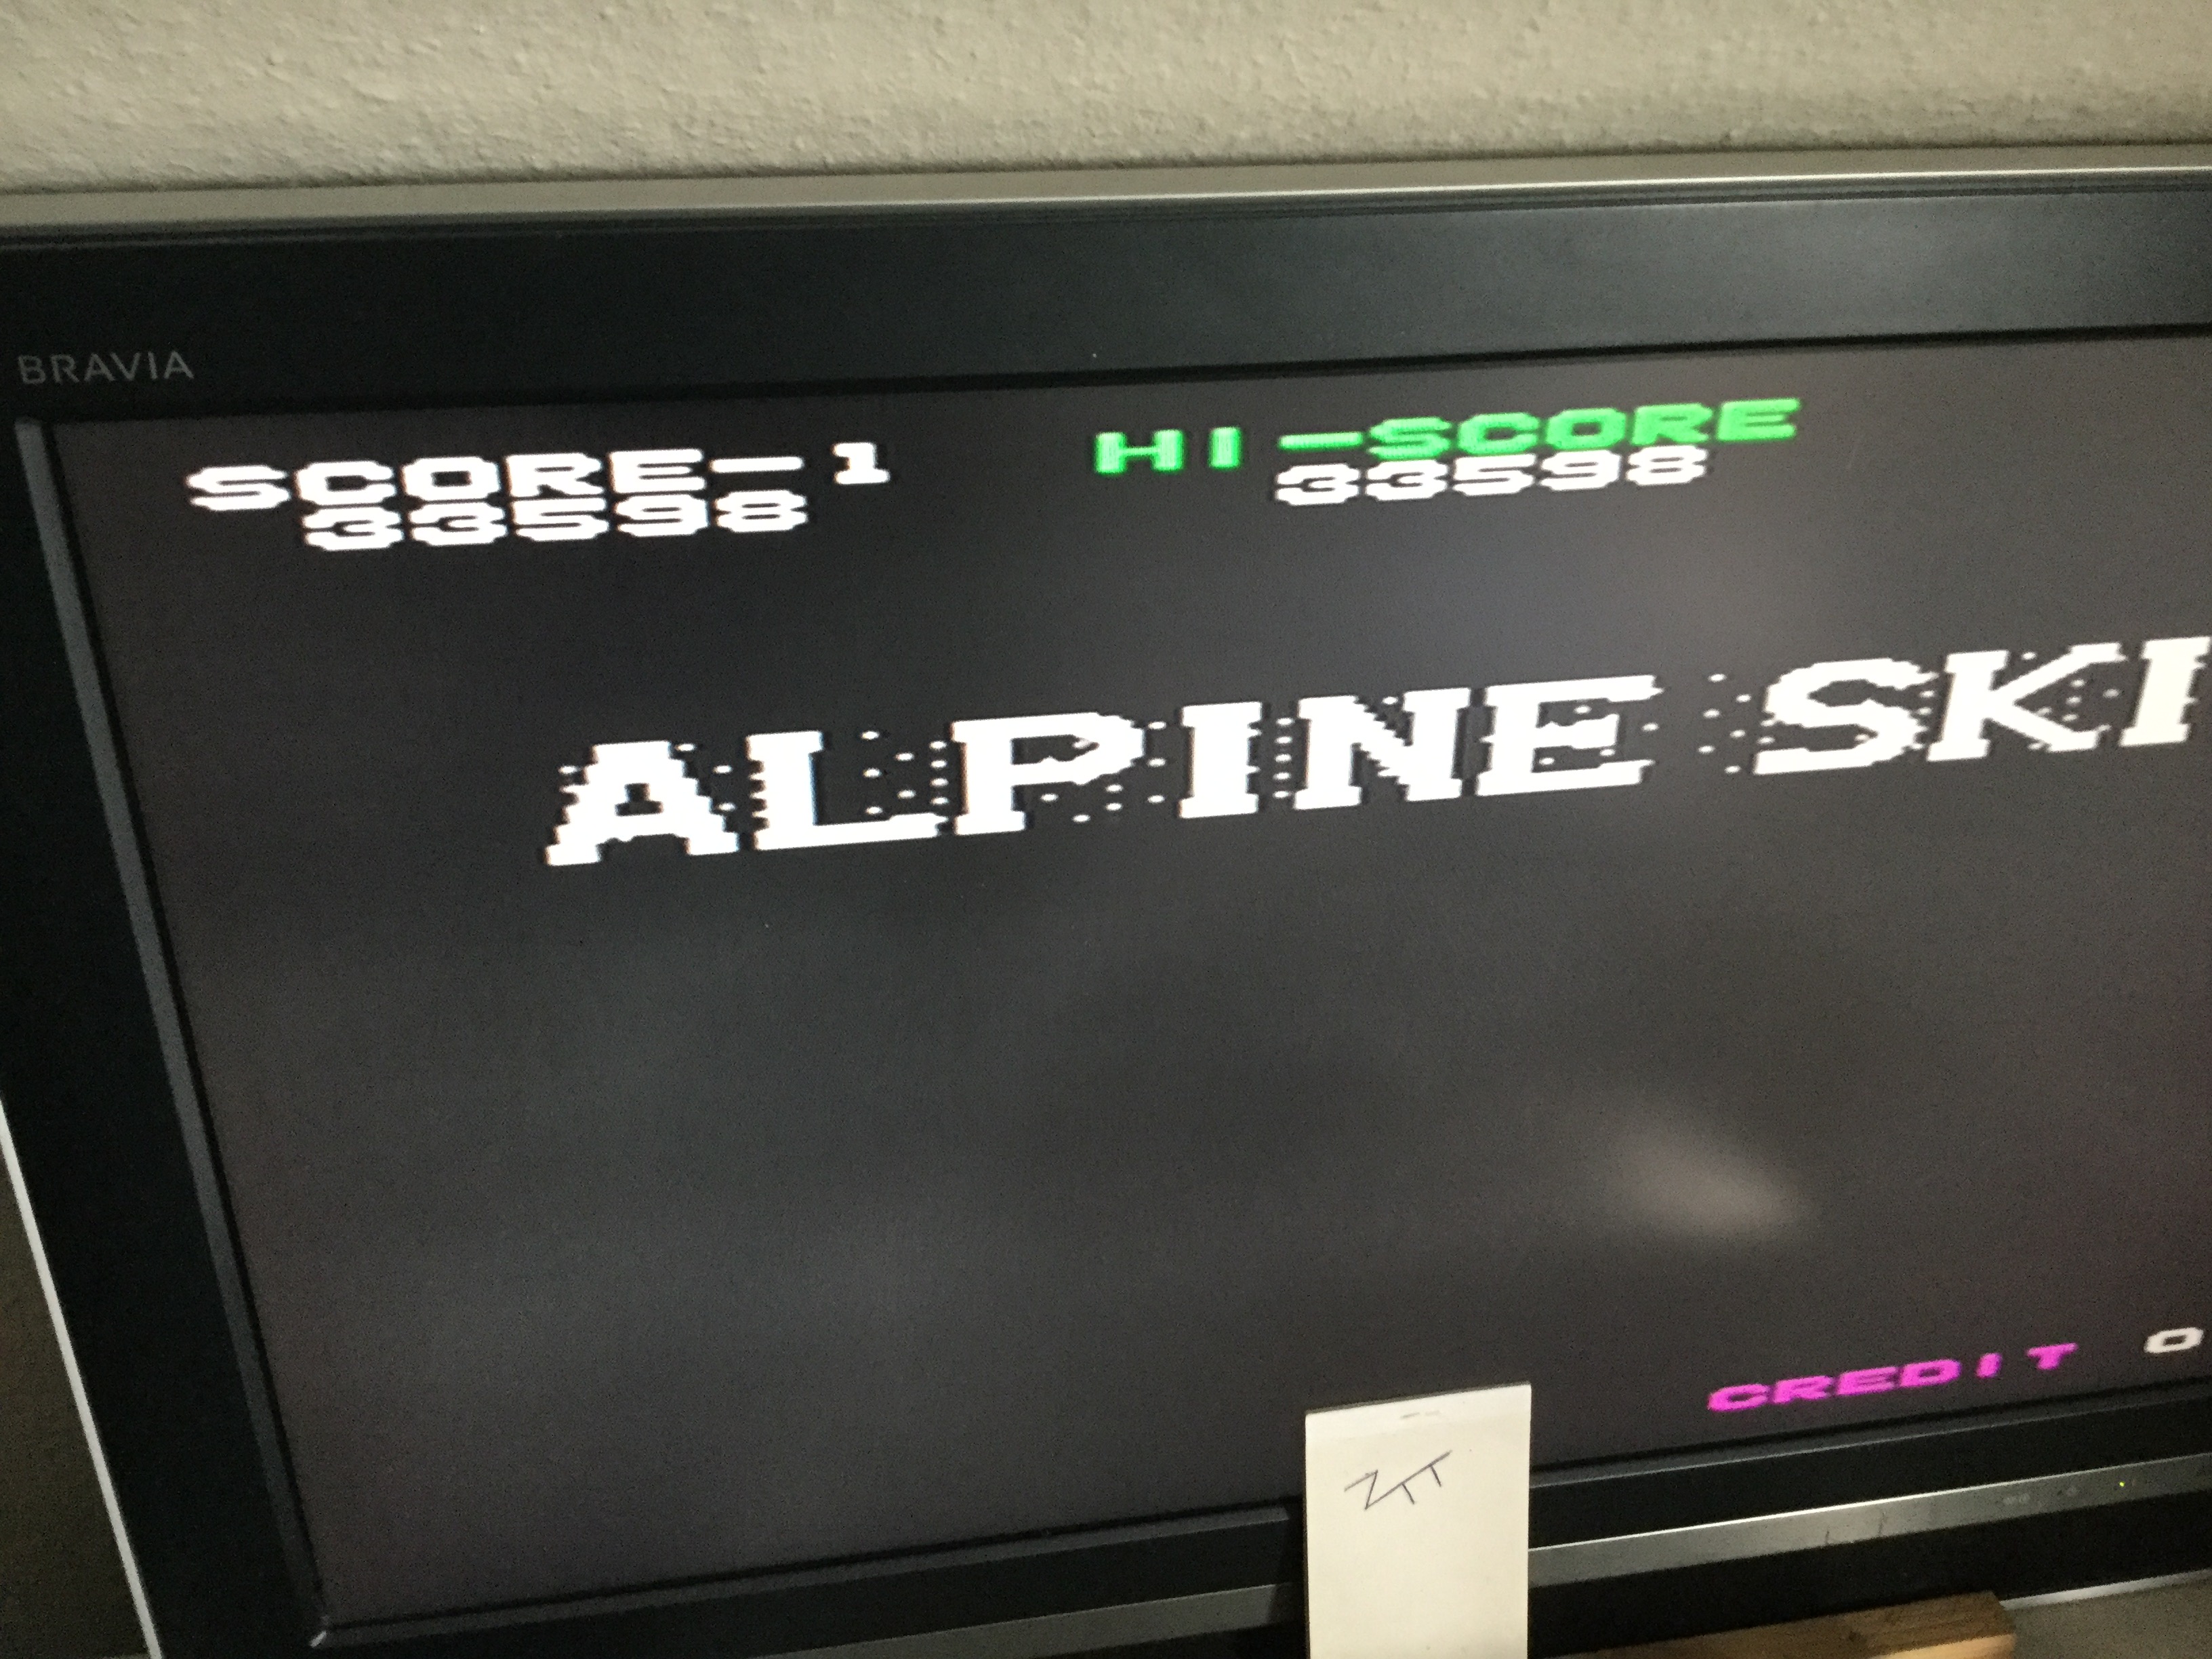 BRAVIA
SCORE-1
33598
HI-SCORE
33598
ALPINE SKI
CREDIT 0
ZTT